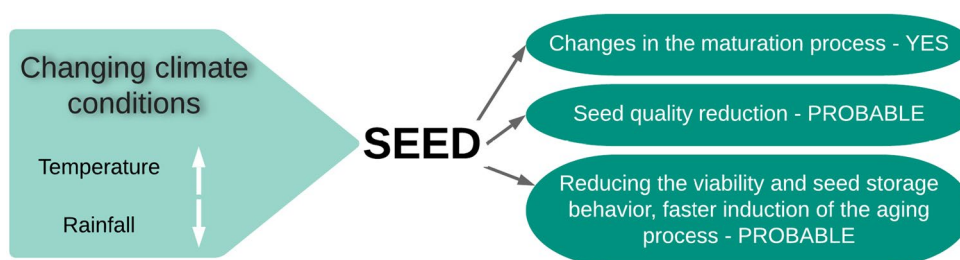 Changing climate
conditions
Temperature
Rainfall
SEED
Changes in the maturation process - YES
Seed quality reduction - PROBABLE
Reducing the viability and seed storage
behavior, faster induction of the aging
process - PROBABLE